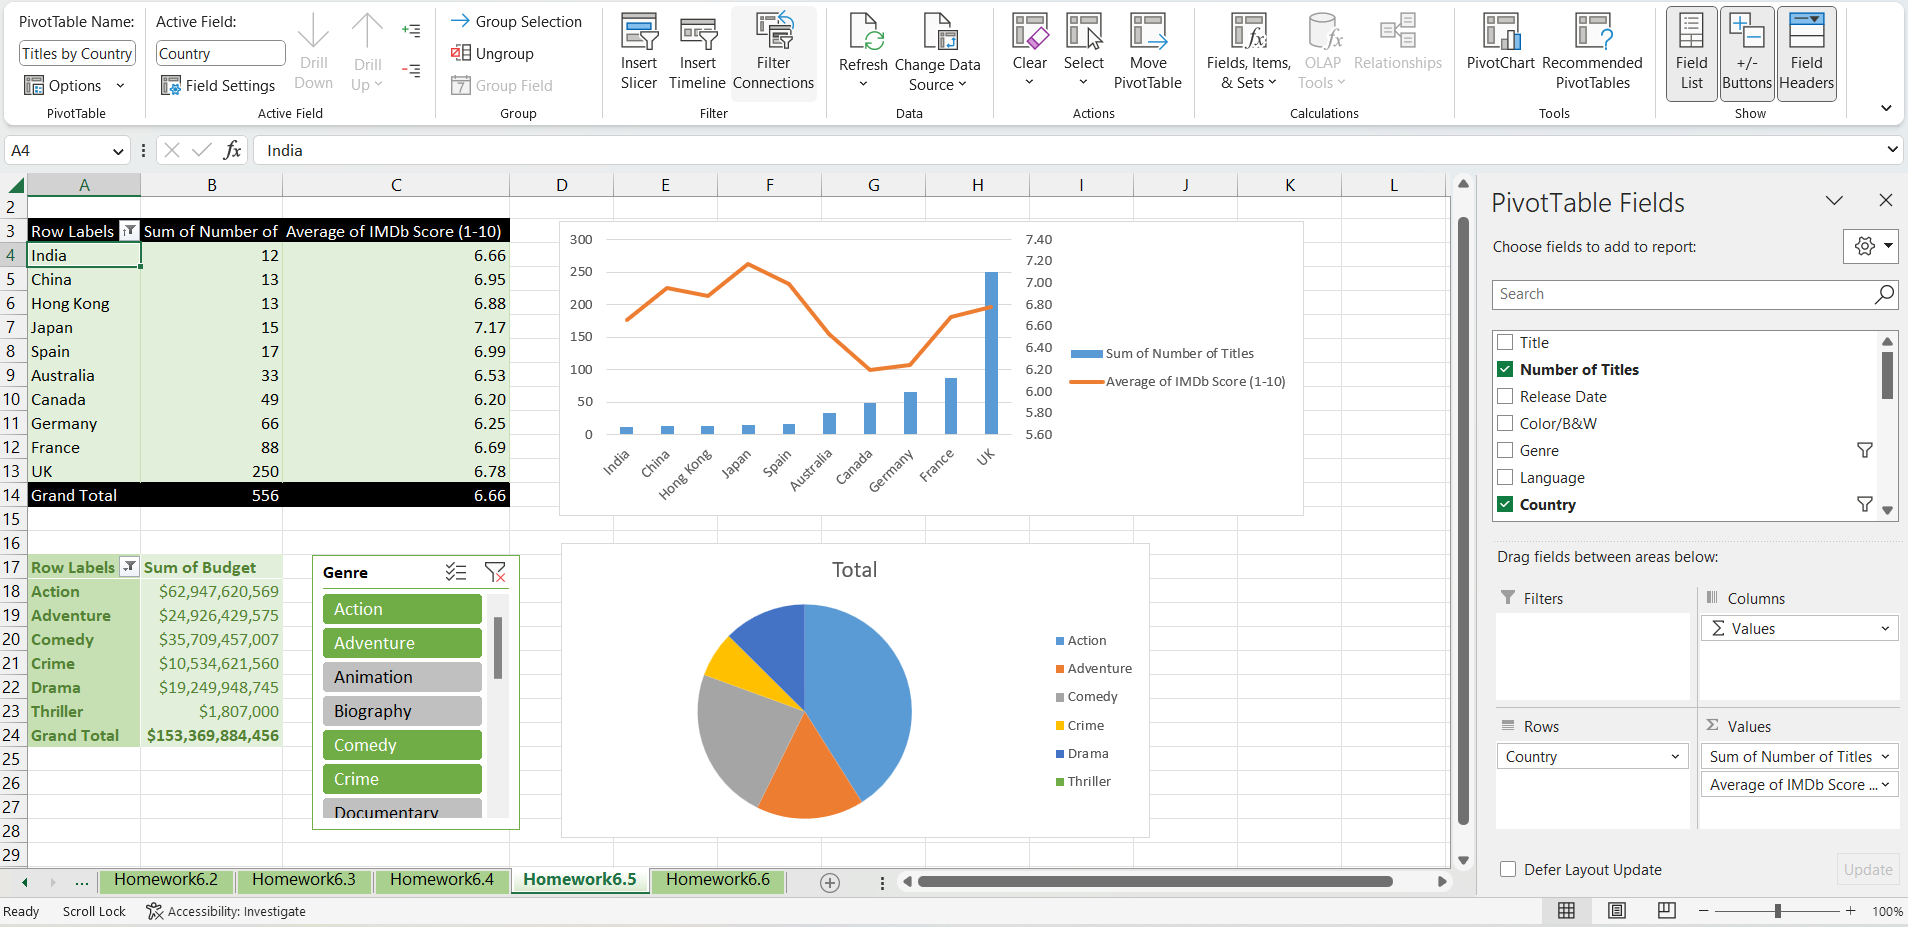 PivotTable Name:
Titles by Country
Options
PivotTable
Active Field:
Country
Field Settings
Drill Down
Drill Up
Active Field
Group Selection
Ungroup
Group Field
Group
Insert Slicer
Insert Timeline
Filter Connections
Filter
Refresh
Change Data Source
Data
Clear
Select
Move PivotTable
Actions
Fields, Items, & Sets
OLAP Tools
Relationships
Calculations
PivotChart
Recommended PivotTables
Tools
Field List
+/- Buttons
Field Headers
Show
A4
fx
India
A B C D E F G H I J K L
2
3 Row Labels Sum of Number of Average of IMDb Score (1-10)
4 India 12 6.66
5 China 13 6.95
6 Hong Kong 13 6.88
7 Japan 15 7.17
8 Spain 17 6.99
9 Australia 33 6.53
10 Canada 49 6.20
11 Germany 66 6.25
12 France 88 6.69
13 UK 250 6.78
14 Grand Total 556 6.66
15
16
17 Row Labels Sum of Budget
18 Action $62,947,620,569
19 Adventure $24,926,429,575
20 Comedy $35,709,457,007
21 Crime $10,534,621,560
22 Drama $19,249,948,745
23 Thriller $1,807,000
24 Grand Total $153,369,884,456
25
26
27
28
29
300
250
200
150
100
50
0
7.40
7.20
7.00
6.80
6.60
6.40
6.20
6.00
5.80
5.60
India
China
Hong Kong
Japan
Spain
Australia
Canada
Germany
France
UK
Sum of Number of Titles
Average of IMDb Score (1-10)
Genre
Action
Adventure
Animation
Biography
Comedy
Crime
Documentary
Total
Action
Adventure
Comedy
Crime
Drama
Thriller
PivotTable Fields
Choose fields to add to report:
Search
Title
Number of Titles
Release Date
Color/B&W
Genre
Language
Country
Drag fields between areas below:
Filters
Columns
Σ Values
Rows
Country
Σ Values
Sum of Number of Titles
Average of IMDb Score ...
Defer Layout Update
Update
... Homework6.2 Homework6.3 Homework6.4 Homework6.5 Homework6.6
Ready Scroll Lock Accessibility: Investigate
100%